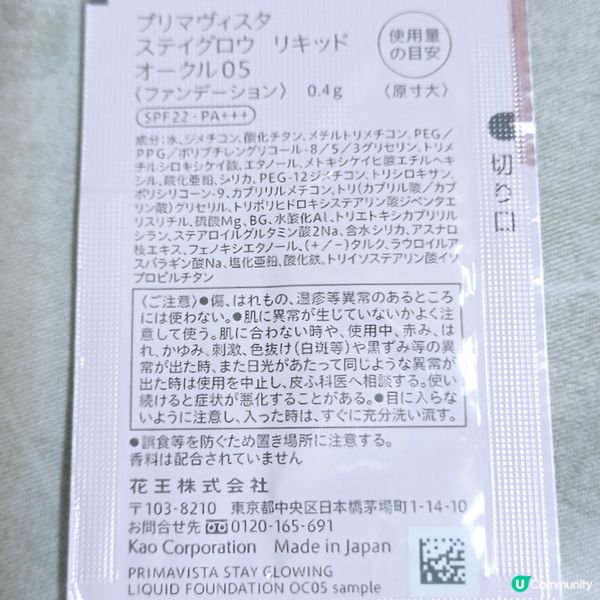 プリマヴィスタ
ステイグロウ リキッド
オークル05
〈ファンデーション〉 0.4g
SPF22・PA+++
使用量
の目安
〈原寸大〉
切り口
成分：水、ジメチコン、酸化チタン、メチルトリメチコン、PEG/
PPG/ポリブチレングリコール-8/5/3グリセリン、トリメ
チルシロキシケイ酸、エタノール、メトキシケイヒ酸エチルヘキ
シル、酸化亜鉛、シリカ、PEG-12ジメチコン、トリシロキサン、
ポリシリコーン-9、カプリリルメチコン、トリ(カプリル酸/カプ
リン酸)グリセリル、トリポリヒドロキシステアリン酸ジペンタエ
リスリチル、硫酸Mg、BG、水酸化Al、トリエトキシカプリリル
シラン、ステアロイルグルタミン酸2Na、含水シリカ、アスナロ
枝エキス、フェノキシエタノール、(+/-)タルク、ラウロイルア
スパラギン酸Na、塩化亜鉛、酸化鉄、トリイソステアリン酸イソ
プロピルチタン
〈ご注意〉●傷、はれもの、湿疹等異常のあるところ
には使わない。●肌に異常が生じていないかよく注
意して使う。肌に合わない時や、使用中、赤み、は
れ、かゆみ、刺激、色抜け(白斑等)や黒ずみ等の異常
が出た時、また日光があたって同じような異常が
出た時は使用を中止し、皮ふ科医へ相談する。使い
続けると症状が悪化することがある。●目に入らな
いように注意し、入った時は、すぐに充分洗い流す。
●誤食等を防ぐため置き場所に注意する。
香料は配合されていません
花王株式会社
〒103-8210 東京都中央区日本橋茅場町1-14-10
お問合せ先 0120-165-691
Kao Corporation Made in Japan
PRIMAVISTA STAY GLOWING
LIQUID FOUNDATION OC05 sample
U Community